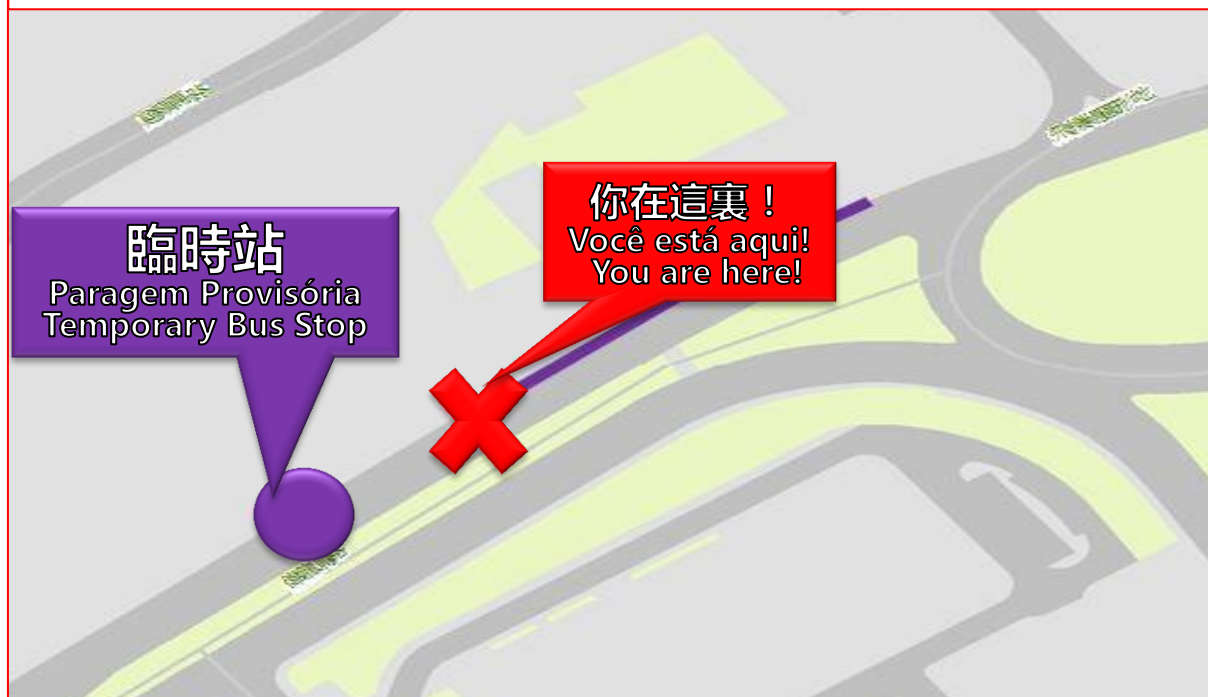 臨時站
Paragem Provisória
Temporary Bus Stop
你在這裏！
Você está aqui!
You are here!